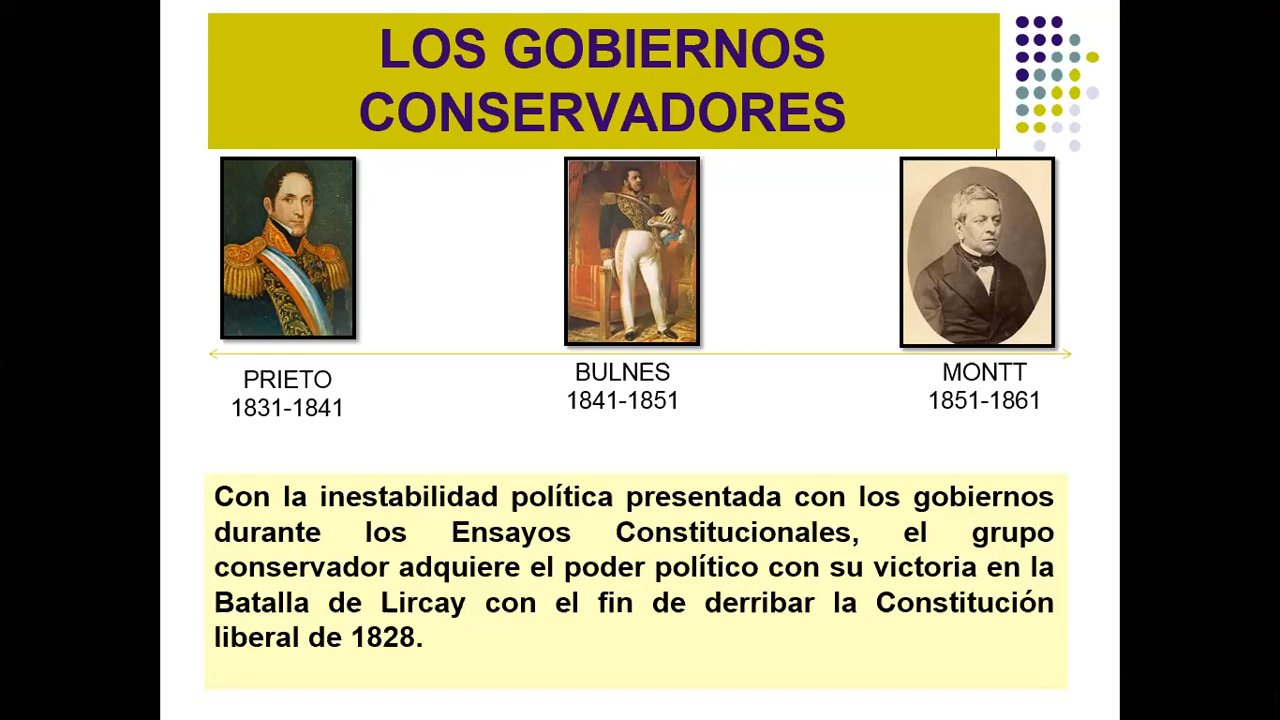 LOS GOBIERNOS
CONSERVADORES
PRIETO
1831-1841
BULNES
1841-1851
MONTT
1851-1861
Con la inestabilidad política presentada con los gobiernos
durante los Ensayos Constitucionales, el grupo
conservador adquiere el poder político con su victoria en la
Batalla de Lircay con el fin de derribar la Constitución
liberal de 1828.